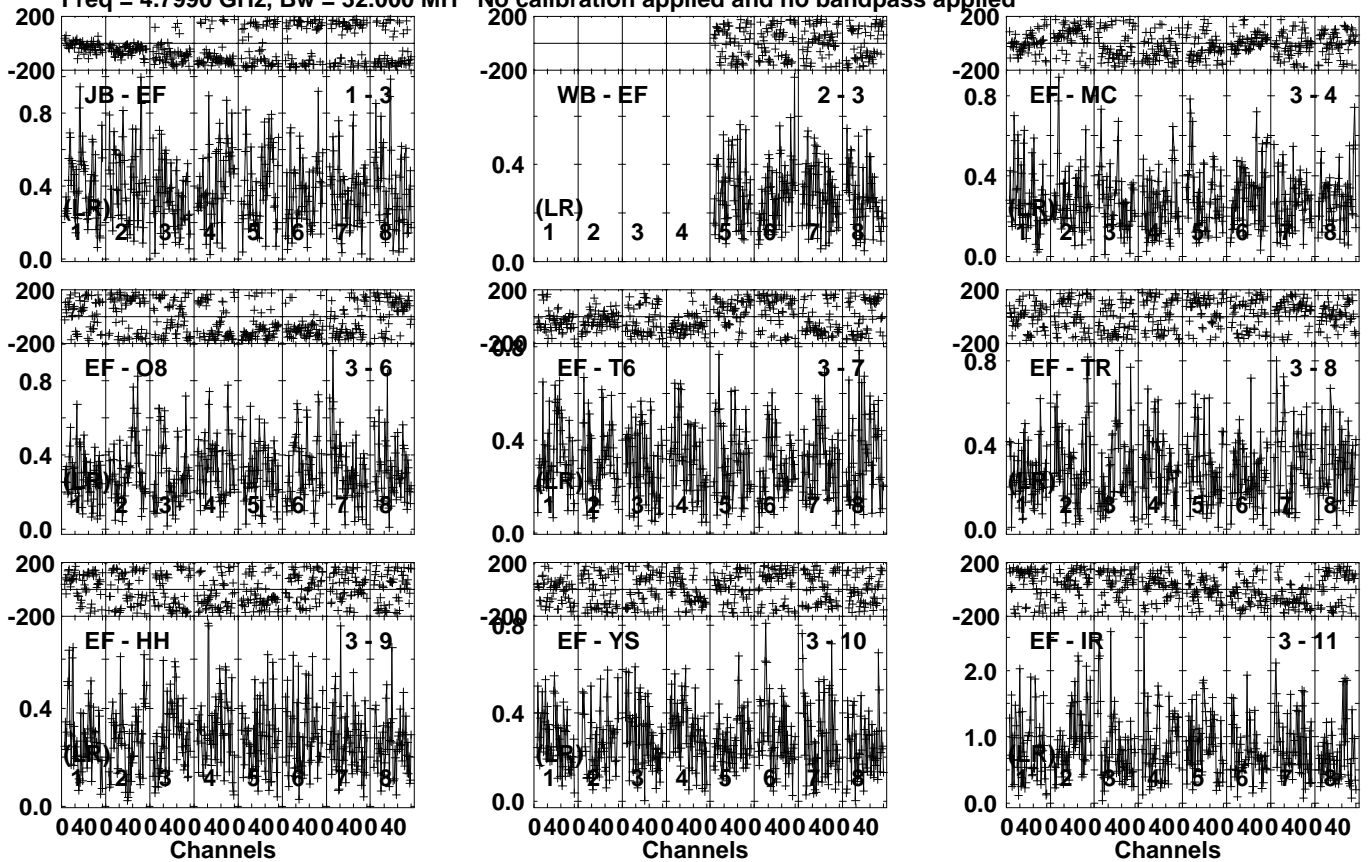 Freq = 4.7990 GHz, Bw = 32.000 MH No calibration applied and no bandpass applied
200
-200
JB - EF 1 - 3
0.8
0.4
0.0
(LR)
1 2 3 4 5 6 7 8
200
-200
WB - EF 2 - 3
0.4
0.0
(LR)
1 2 3 4 5 6 7 8
200
-200
EF - MC 3 - 4
0.8
0.4
0.0
(LR)
1 2 3 4 5 6 7 8
200
-200
EF - O8 3 - 6
0.8
0.4
0.0
(LR)
1 2 3 4 5 6 7 8
200
-200
0.8
EF - T6 3 - 7
0.4
0.0
(LR)
1 2 3 4 5 6 7 8
200
-200
EF - TR 3 - 8
0.8
0.4
0.0
(LR)
1 2 3 4 5 6 7 8
200
-200
EF - HH 3 - 9
0.4
0.0
(LR)
1 2 3 4 5 6 7 8
200
-200
0.8
EF - YS 3 - 10
0.4
0.0
(LR)
1 2 3 4 5 6 7 8
200
-200
EF - IR 3 - 11
2.0
1.0
0.0
(LR)
1 2 3 4 5 6 7 8
0 40 0 40 0 40 0 40 0 40 0 40 0 40 0 40
Channels
0 40 0 40 0 40 0 40 0 40 0 40 0 40 0 40
Channels
0 40 0 40 0 40 0 40 0 40 0 40 0 40 0 40
Channels